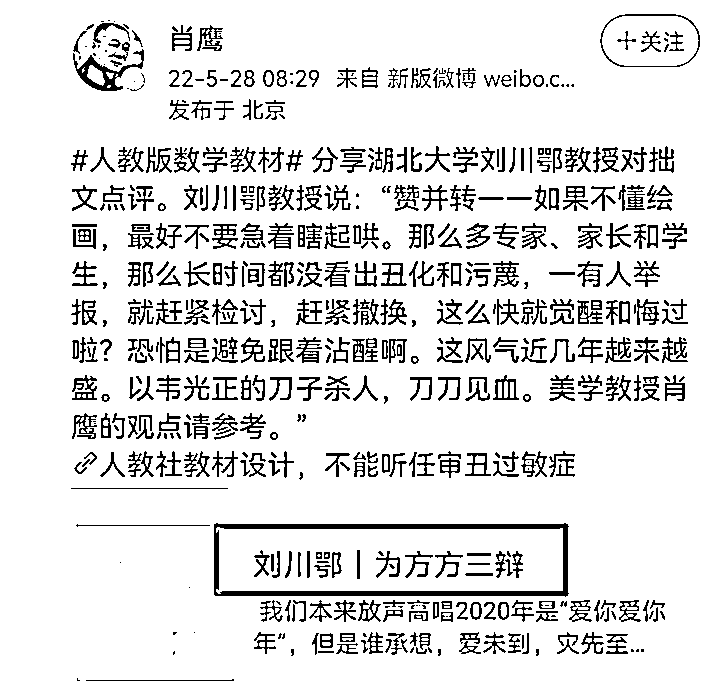 肖鹰
+关注
22-5-28 08:29 来自 新版微博 weibo.c...
发布于 北京
#人教版数学教材# 分享湖北大学刘川鄂教授对拙
文点评。刘川鄂教授说：“赞并转——如果不懂绘
画，最好不要急着瞎起哄。那么多专家、家长和学
生，那么长时间都没看出丑化和污蔑，一有人举
报，就赶紧检讨，赶紧撤换，这么快就觉醒和悔过
啦？恐怕是避免跟着沾醒啊。这风气近几年越来越
盛。以韦光正的刀子杀人，刀刀见血。美学教授肖
鹰的观点请参考。”
人教社教材设计，不能听任审丑过敏症
刘川鄂 | 为方方三辩
我们本来放声高唱2020年是“爱你爱你
年“，但是谁承想，爱未到，灾先至...